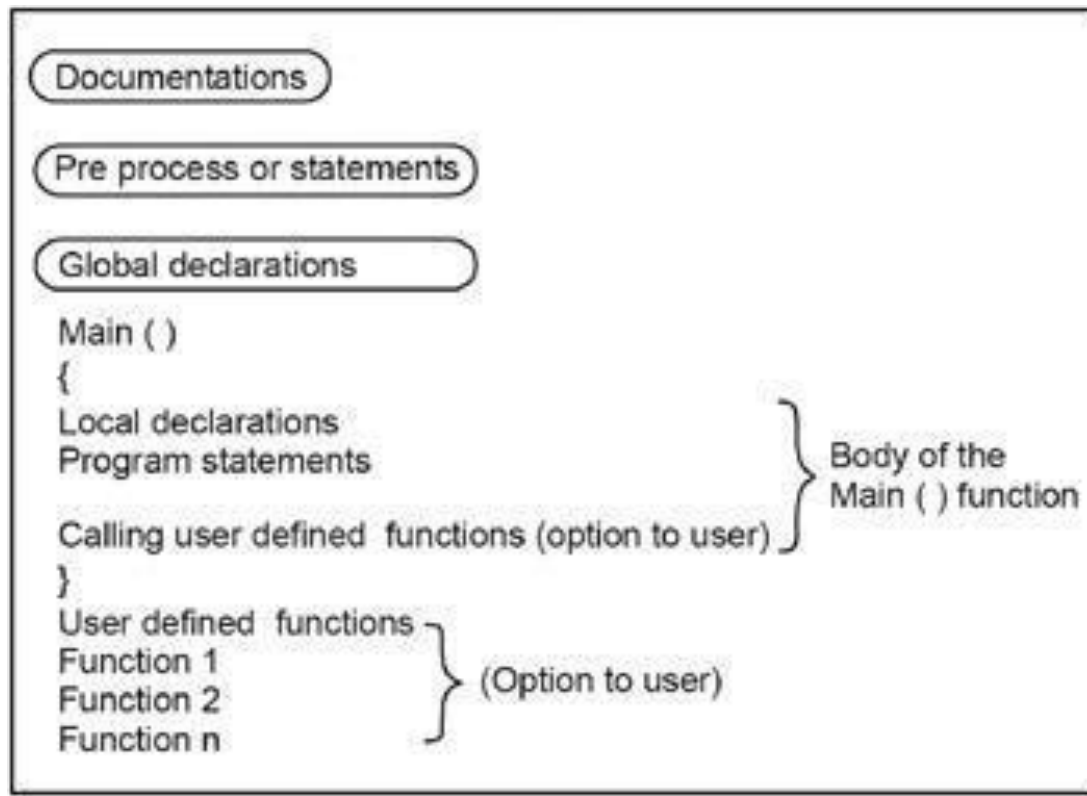 Documentations
Pre process or statements
Global declarations
Main ( )
{
Local declarations
Program statements
Calling user defined functions (option to user)
}
Body of the
Main ( ) function
User defined functions
Function 1
Function 2
Function n
(Option to user)